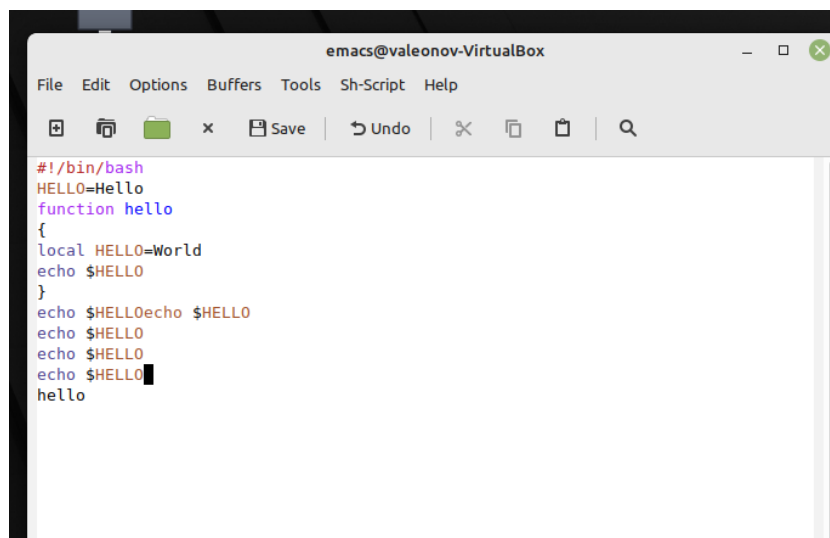 emacs@valeonov-VirtualBox
File Edit Options Buffers Tools Sh-Script Help
Save Undo
#!/bin/bash
HELLO=Hello
function hello
{
local HELLO=World
echo $HELLO
}
echo $HELLOecho $HELLO
echo $HELLO
echo $HELLO
echo $HELLO
hello